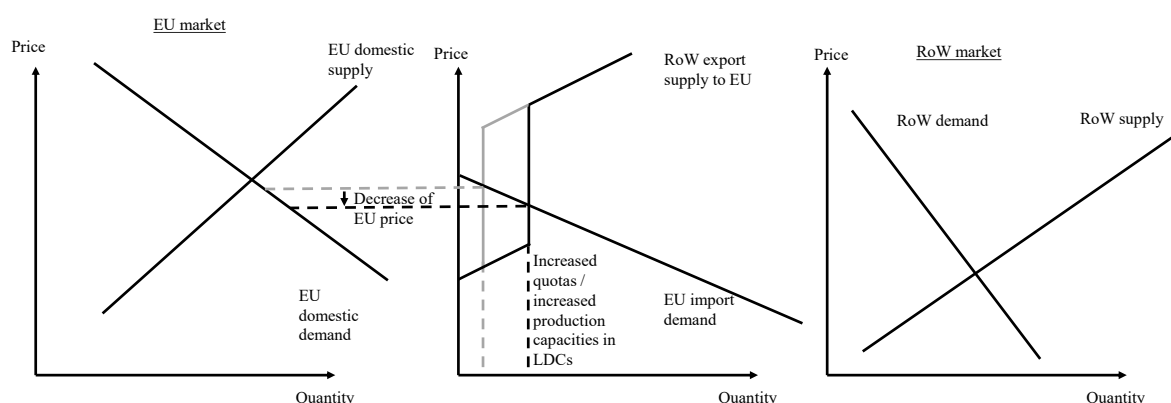 EU market
Price
EU domestic
supply
EU
domestic
demand
Quantity
Decrease of
EU price
Price
RoW export
supply to EU
Increased
quotas /
increased
production
capacities in
LDCs
EU import
demand
Quantity
RoW market
Price
RoW demand
RoW supply
Quantity